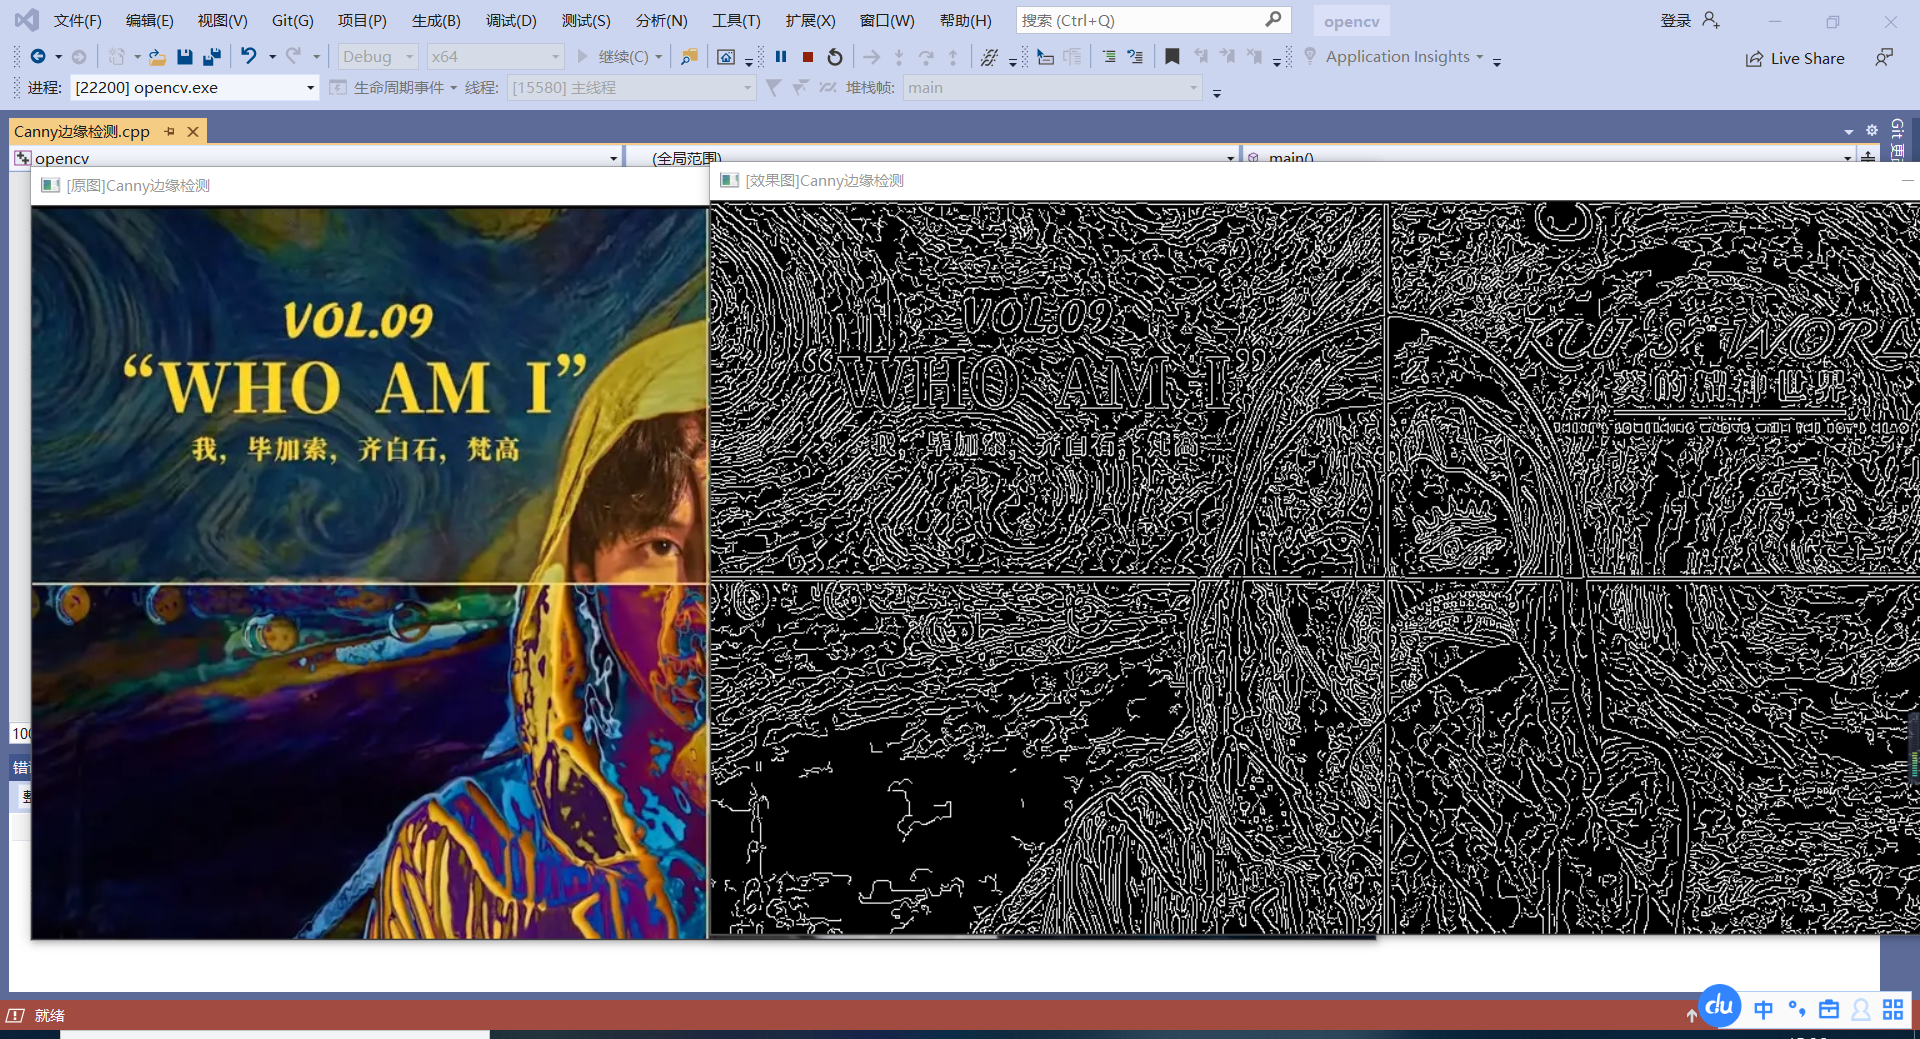 文件(F) 编辑(E) 视图(V) Git(G) 项目(P) 生成(B) 调试(D) 测试(S) 分析(N) 工具(T) 扩展(X) 窗口(W) 帮助(H) 搜索 (Ctrl+Q) opencv 登录
Debug x64 继续(C) Application Insights Live Share
进程: [22200] opencv.exe 生命周期事件 线程: [15580] 主线程 堆栈帧: main
Canny边缘检测.cpp
opencv (全局范围) main()
Git
[原图]Canny边缘检测
[效果图]Canny边缘检测
VOL.09
“WHO AM I”
我，毕加索，齐白石，梵高
VOL.09
“WHO AM I”
我，毕加索，齐白石，梵高
KUI'S WORL
葵的精神世界
100
就绪
du 中